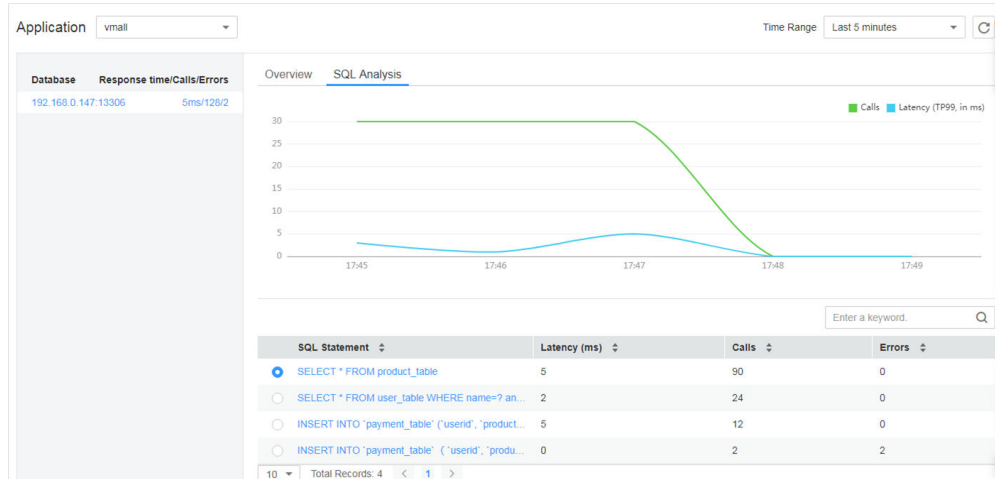 Application vmall Time Range Last 5 minutes
Database Response time/Calls/Errors
192.168.0.147:13306 5ms/128/2
Overview SQL Analysis
Calls Latency (TP99, in ms)
30
25
20
15
10
5
0
17:45 17:46 17:47 17:48 17:49
Enter a keyword.
SQL Statement Latency (ms) Calls Errors
SELECT * FROM product_table 5 90 0
SELECT * FROM user_table WHERE name=? an... 2 24 0
INSERT INTO `payment_table` (`userid`, `product... 5 12 0
INSERT INTO `payment_table` ( `userid`, `produ... 0 2 2
10 Total Records: 4 < 1 >